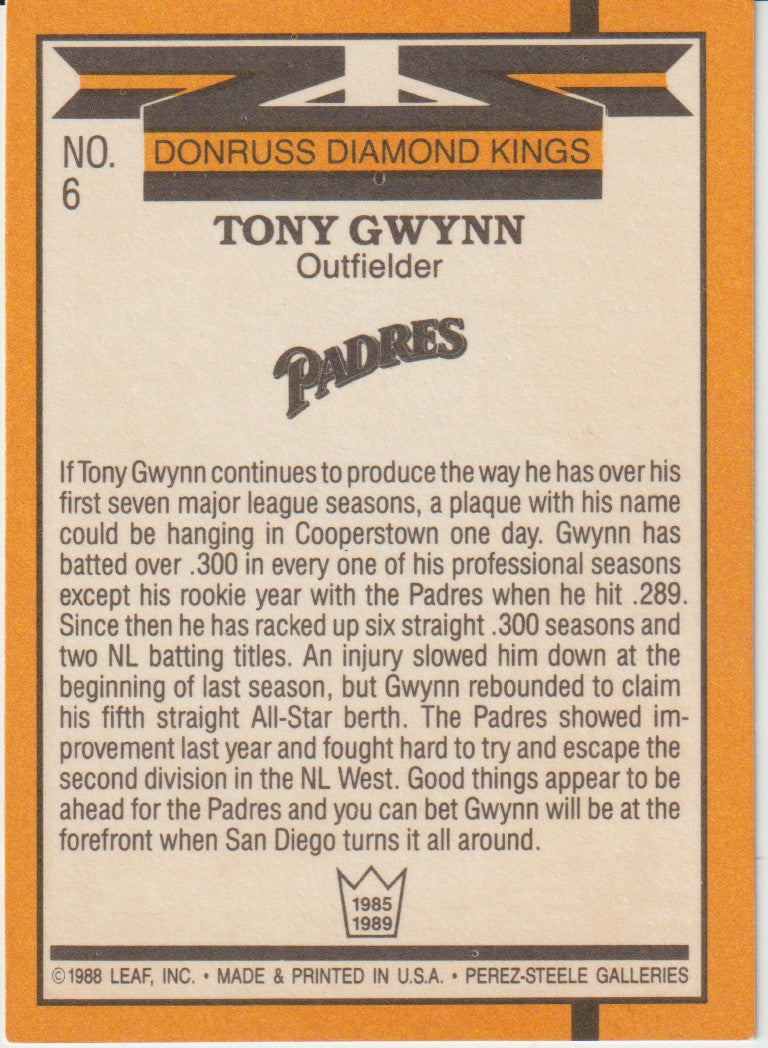 NO.
6
DONRUSS DIAMOND KINGS
TONY GWYNN
Outfielder
PADRES
If Tony Gwynn continues to produce the way he has over his
first seven major league seasons, a plaque with his name
could be hanging in Cooperstown one day. Gwynn has
batted over .300 in every one of his professional seasons
except his rookie year with the Padres when he hit .289.
Since then he has racked up six straight .300 seasons and
two NL batting titles. An injury slowed him down at the
beginning of last season, but Gwynn rebounded to claim
his fifth straight All-Star berth. The Padres showed im-
provement last year and fought hard to try and escape the
second division in the NL West. Good things appear to be
ahead for the Padres and you can bet Gwynn will be at the
forefront when San Diego turns it all around.
1985
1989
©1988 LEAF, INC. • MADE & PRINTED IN U.S.A. • PEREZ-STEELE GALLERIES